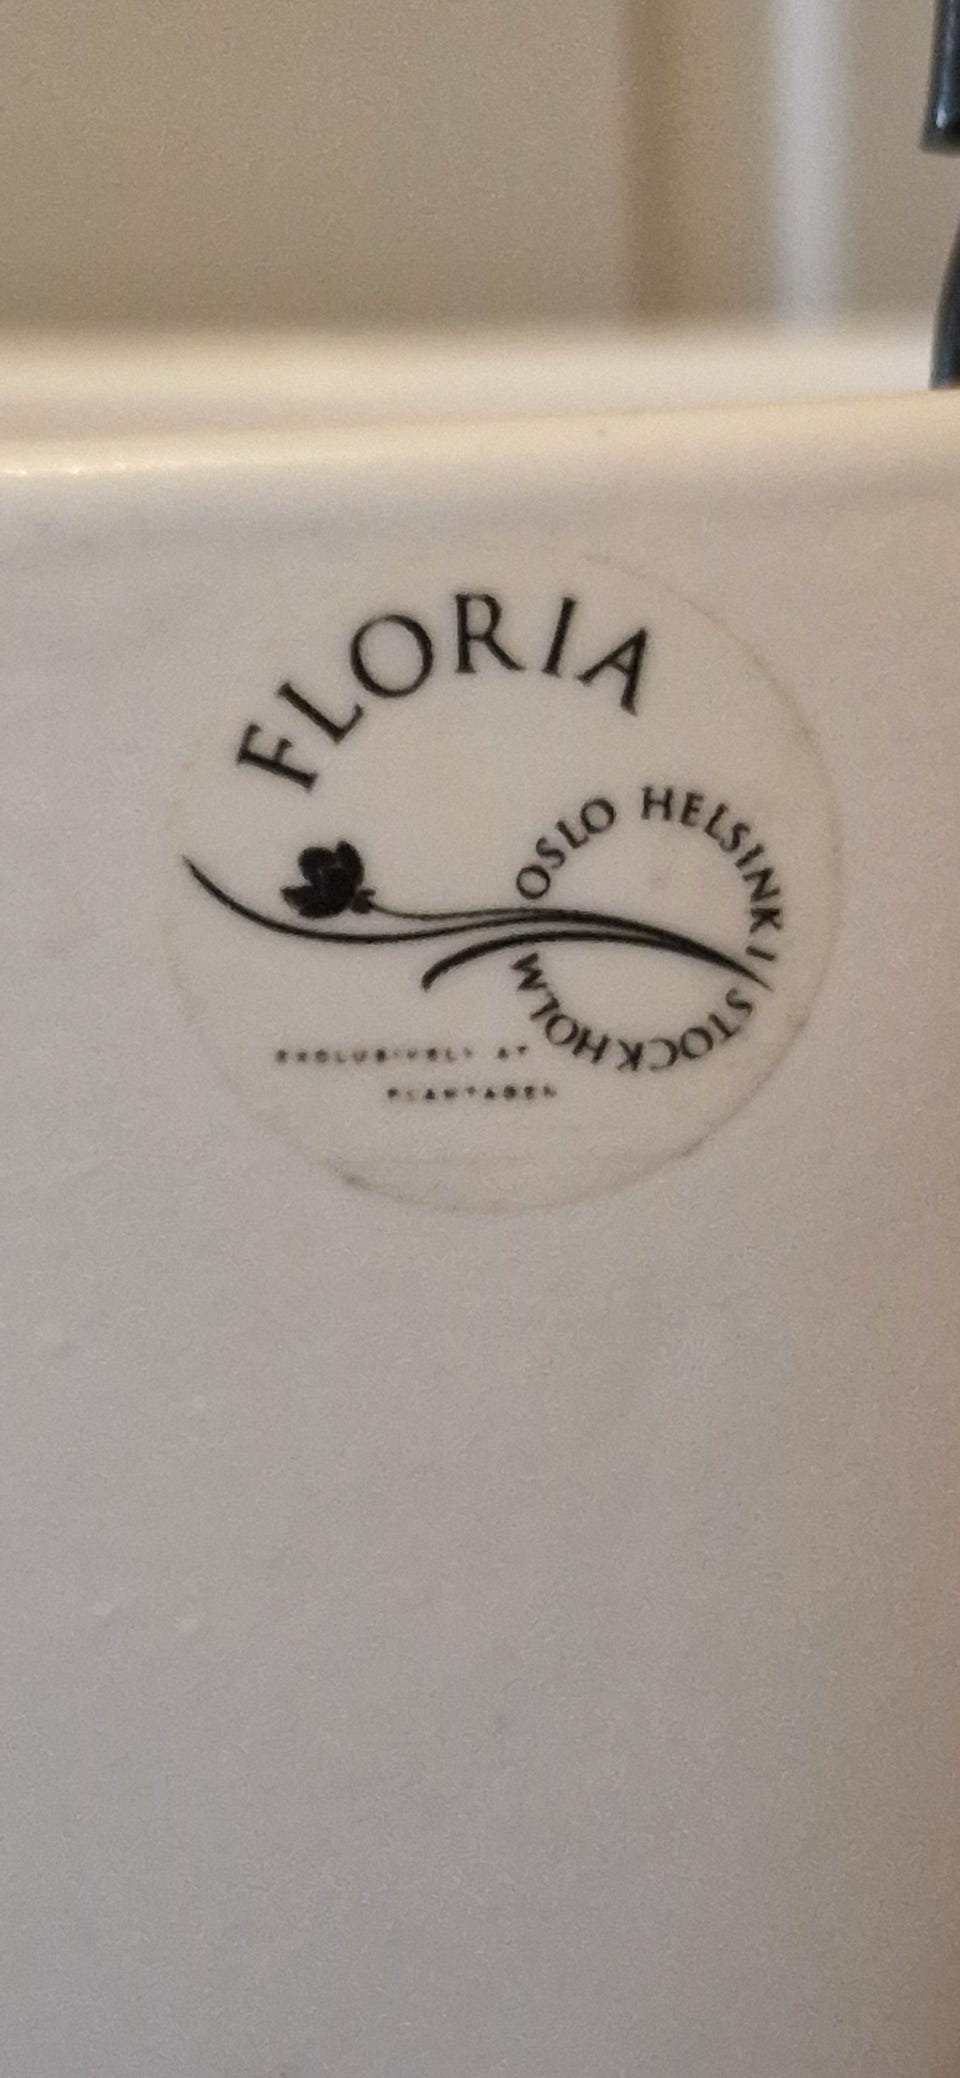 FLORIA
OSLO HELSINKI STOCKHOLM
EXCLUSIVELY AT
PLANTAGEN